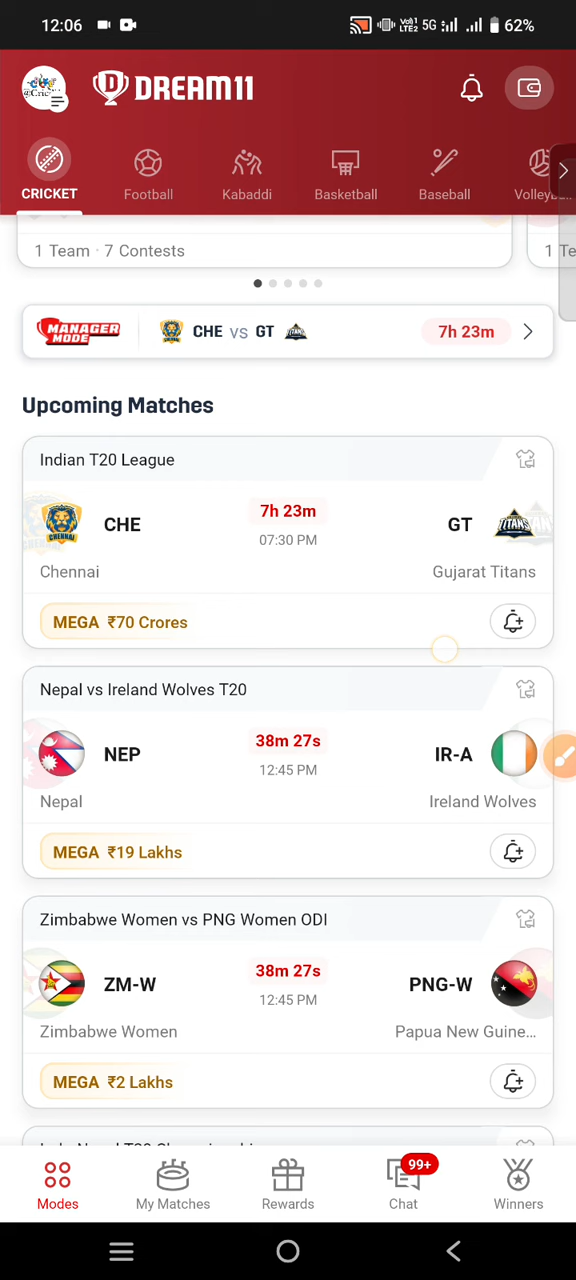 12:06 5G 62%
DREAM11
CRICKET Football Kabaddi Basketball Baseball
1 Team · 7 Contests
MANAGER MODE CHE vs GT 7h 23m
Upcoming Matches
Indian T20 League
CHE 7h 23m GT
07:30 PM
Chennai Gujarat Titans
MEGA ₹70 Crores
Nepal vs Ireland Wolves T20
NEP 38m 27s IR-A
12:45 PM
Nepal Ireland Wolves
MEGA ₹19 Lakhs
Zimbabwe Women vs PNG Women ODI
ZM-W 38m 27s PNG-W
12:45 PM
Zimbabwe Women Papua New Guine...
MEGA ₹2 Lakhs
99+
Modes My Matches Rewards Chat Winners